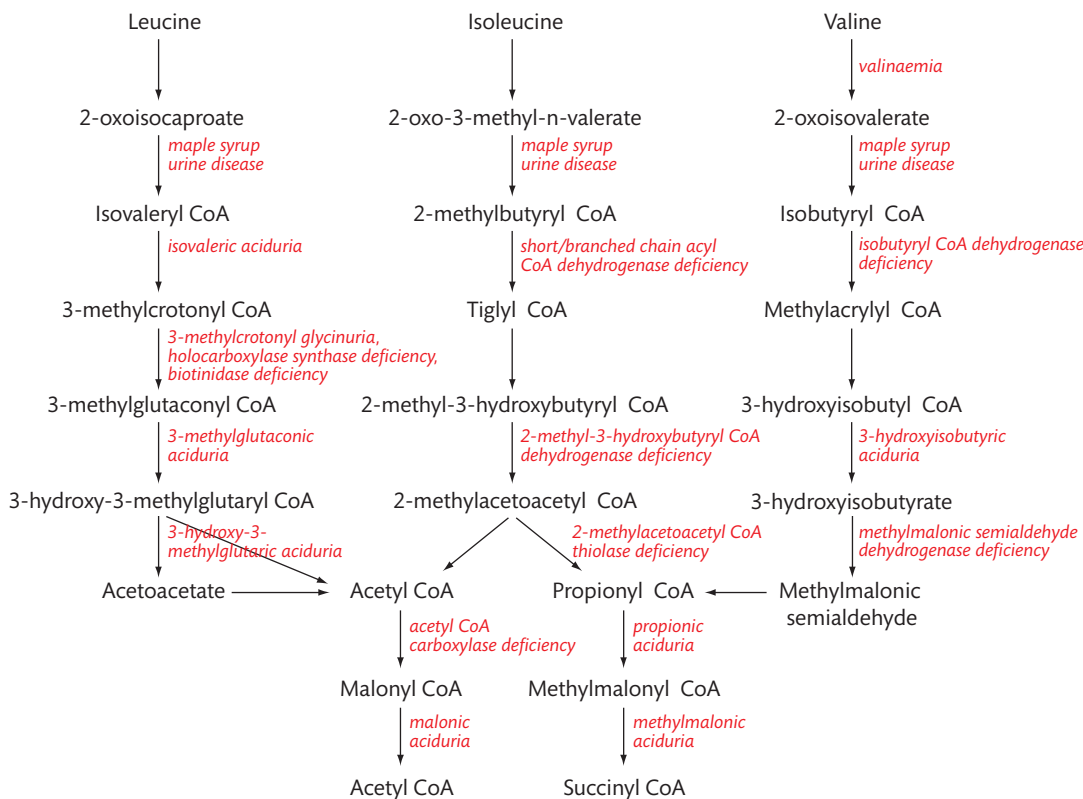 Leucine
Isoleucine
Valine
valinaemia
2-oxoisocaproate
2-oxo-3-methyl-n-valerate
2-oxoisovalerate
maple syrup
urine disease
maple syrup
urine disease
maple syrup
urine disease
Isovaleryl CoA
2-methylbutyryl CoA
Isobutyryl CoA
isovaleric aciduria
short/branched chain acyl
CoA dehydrogenase deficiency
isobutyryl CoA dehydrogenase
deficiency
3-methylcrotonyl CoA
Tiglyl CoA
Methylacrylyl CoA
3-methylcrotonyl glycinuria,
holocarboxylase synthase deficiency,
biotinidase deficiency
3-methylglutaconyl CoA
2-methyl-3-hydroxybutyryl CoA
3-hydroxyisobutyl CoA
3-methylglutaconic
aciduria
2-methyl-3-hydroxybutyryl CoA
dehydrogenase deficiency
3-hydroxyisobutyric
aciduria
3-hydroxy-3-methylglutaryl CoA
2-methylacetoacetyl CoA
3-hydroxyisobutyrate
3-hydroxy-3-
methylglutaric aciduria
2-methylacetoacetyl CoA
thiolase deficiency
methylmalonic semialdehyde
dehydrogenase deficiency
Acetoacetate
Acetyl CoA
Propionyl CoA
Methylmalonic
semialdehyde
acetyl CoA
carboxylase deficiency
propionic
aciduria
Malonyl CoA
Methylmalonyl CoA
malonic
aciduria
methylmalonic
aciduria
Acetyl CoA
Succinyl CoA